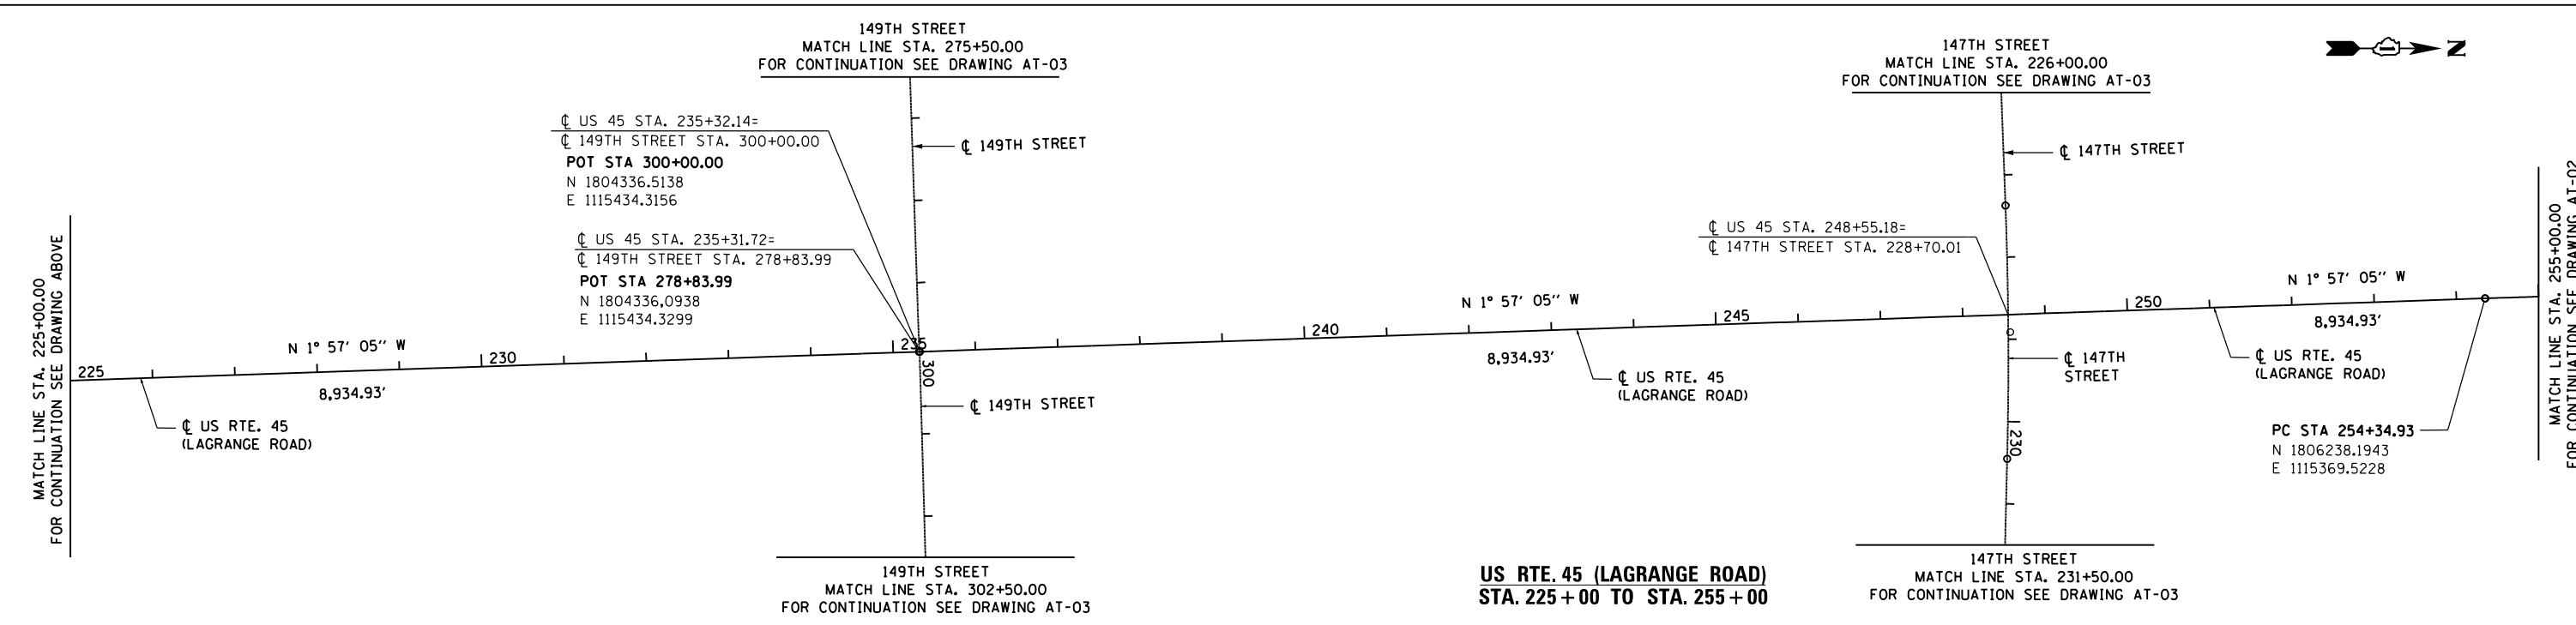 149TH STREET
MATCH LINE STA. 275+50.00
FOR CONTINUATION SEE DRAWING AT-03
147TH STREET
MATCH LINE STA. 226+00.00
FOR CONTINUATION SEE DRAWING AT-03
N
℄ US 45 STA. 235+32.14=
℄ 149TH STREET STA. 300+00.00
POT STA 300+00.00
N 1804336.5138
E 1115434.3156
℄ 149TH STREET
℄ 147TH STREET
℄ US 45 STA. 235+31.72=
℄ 149TH STREET STA. 278+83.99
POT STA 278+83.99
N 1804336.0938
E 1115434.3299
℄ US 45 STA. 248+55.18=
℄ 147TH STREET STA. 228+70.01
MATCH LINE STA. 225+00.00
FOR CONTINUATION SEE DRAWING ABOVE
225
N 1° 57' 05" W
8,934.93'
℄ US RTE. 45
(LAGRANGE ROAD)
230
235
300
℄ 149TH STREET
240
N 1° 57' 05" W
8,934.93'
℄ US RTE. 45
(LAGRANGE ROAD)
245
℄ 147TH
STREET
230
250
N 1° 57' 05" W
8,934.93'
℄ US RTE. 45
(LAGRANGE ROAD)
PC STA 254+34.93
N 1806238.1943
E 1115369.5228
MATCH LINE STA. 255+00.00
FOR CONTINUATION SEE DRAWING AT-02
149TH STREET
MATCH LINE STA. 302+50.00
FOR CONTINUATION SEE DRAWING AT-03
US RTE. 45 (LAGRANGE ROAD)
STA. 225+00 TO STA. 255+00
147TH STREET
MATCH LINE STA. 231+50.00
FOR CONTINUATION SEE DRAWING AT-03